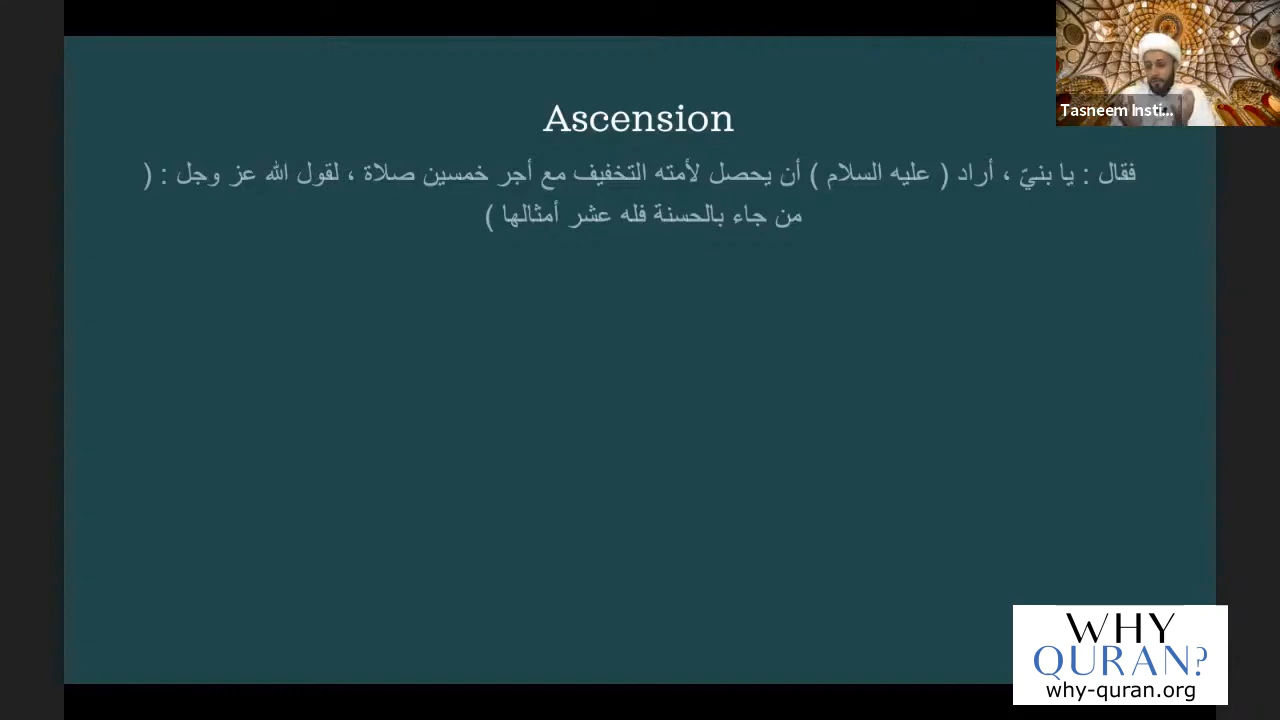 Ascension
فقال : يا بنيّ ، أراد ( عليه السلام ) أن يحصل لأمته التخفيف مع أجر خمسين صلاة ، لقول الله عز وجل : (
من جاء بالحسنة فله عشر أمثالها )
Tasneem Insti...
WHY
QURAN?
why-quran.org